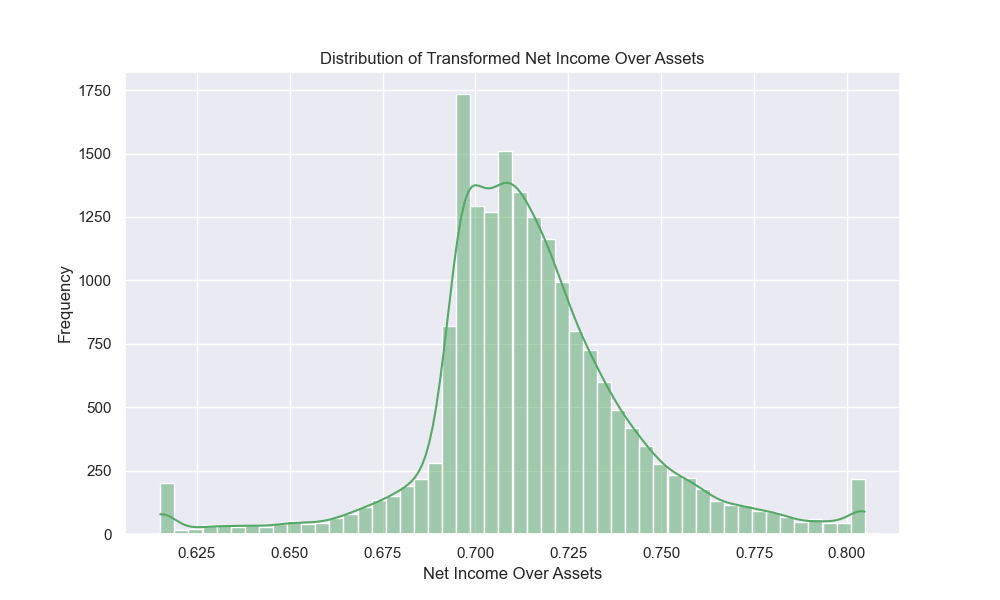 Distribution of Transformed Net Income Over Assets
1750
1500
1250
1000
750
500
250
0
Frequency
0.625 0.650 0.675 0.700 0.725 0.750 0.775 0.800
Net Income Over Assets